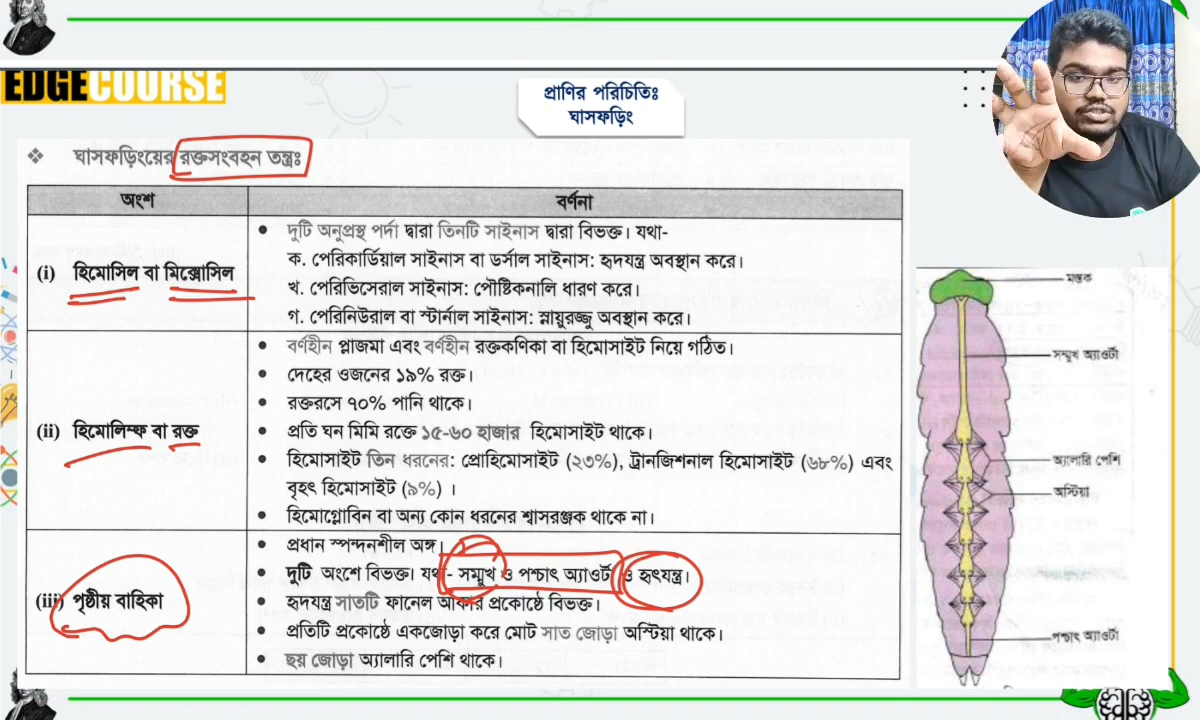 EDGECOURSE
প্রাণির পরিচিতিঃ
ঘাসফড়িং
❖ ঘাসফড়িংয়ের রক্তসংবহন তন্ত্রঃ
অংশ
বর্ণনা
(i) হিমোসিল বা মিক্সোসিল
• দুটি অনুপ্রস্থ পর্দা দ্বারা তিনটি সাইনাস দ্বারা বিভক্ত। যথা-
ক. পেরিকার্ডিয়াল সাইনাস বা ডর্সাল সাইনাস: হৃদযন্ত্র অবস্থান করে।
খ. পেরিভিসেরাল সাইনাস: পৌষ্টিকনালি ধারণ করে।
গ. পেরিনিউরাল বা স্টার্নাল সাইনাস: স্নায়ুরজ্জু অবস্থান করে।
(ii) হিমোলিম্ফ বা রক্ত
• বর্ণহীন প্লাজমা এবং বর্ণহীন রক্তকণিকা বা হিমোসাইট নিয়ে গঠিত।
• দেহের ওজনের ১৯% রক্ত।
• রক্তরসে ৭০% পানি থাকে।
• প্রতি ঘন মিমি রক্তে ১৫-৬০ হাজার হিমোসাইট থাকে।
• হিমোসাইট তিন ধরনের: প্রোহিমোসাইট (২৩%), ট্রানজিশনাল হিমোসাইট (৬৮%) এবং
বৃহৎ হিমোসাইট (৯%) ।
• হিমোগ্লোবিন বা অন্য কোন ধরনের শ্বাসরঞ্জক থাকে না।
(iii) পৃষ্ঠীয় বাহিকা
• প্রধান স্পন্দনশীল অঙ্গ।
• দুটি অংশে বিভক্ত। যথা- সম্মুখ ও পশ্চাৎ অ্যাওর্টা ও হৃৎযন্ত্র।
• হৃদযন্ত্র সাতটি ফানেল আকার প্রকোষ্ঠে বিভক্ত।
• প্রতিটি প্রকোষ্ঠে একজোড়া করে মোট সাত জোড়া অস্টিয়া থাকে।
• ছয় জোড়া অ্যালারি পেশি থাকে।
মস্তক
সম্মুখ অ্যাওর্টা
অ্যালারি পেশি
অস্টিয়া
পশ্চাৎ অ্যাওর্টা